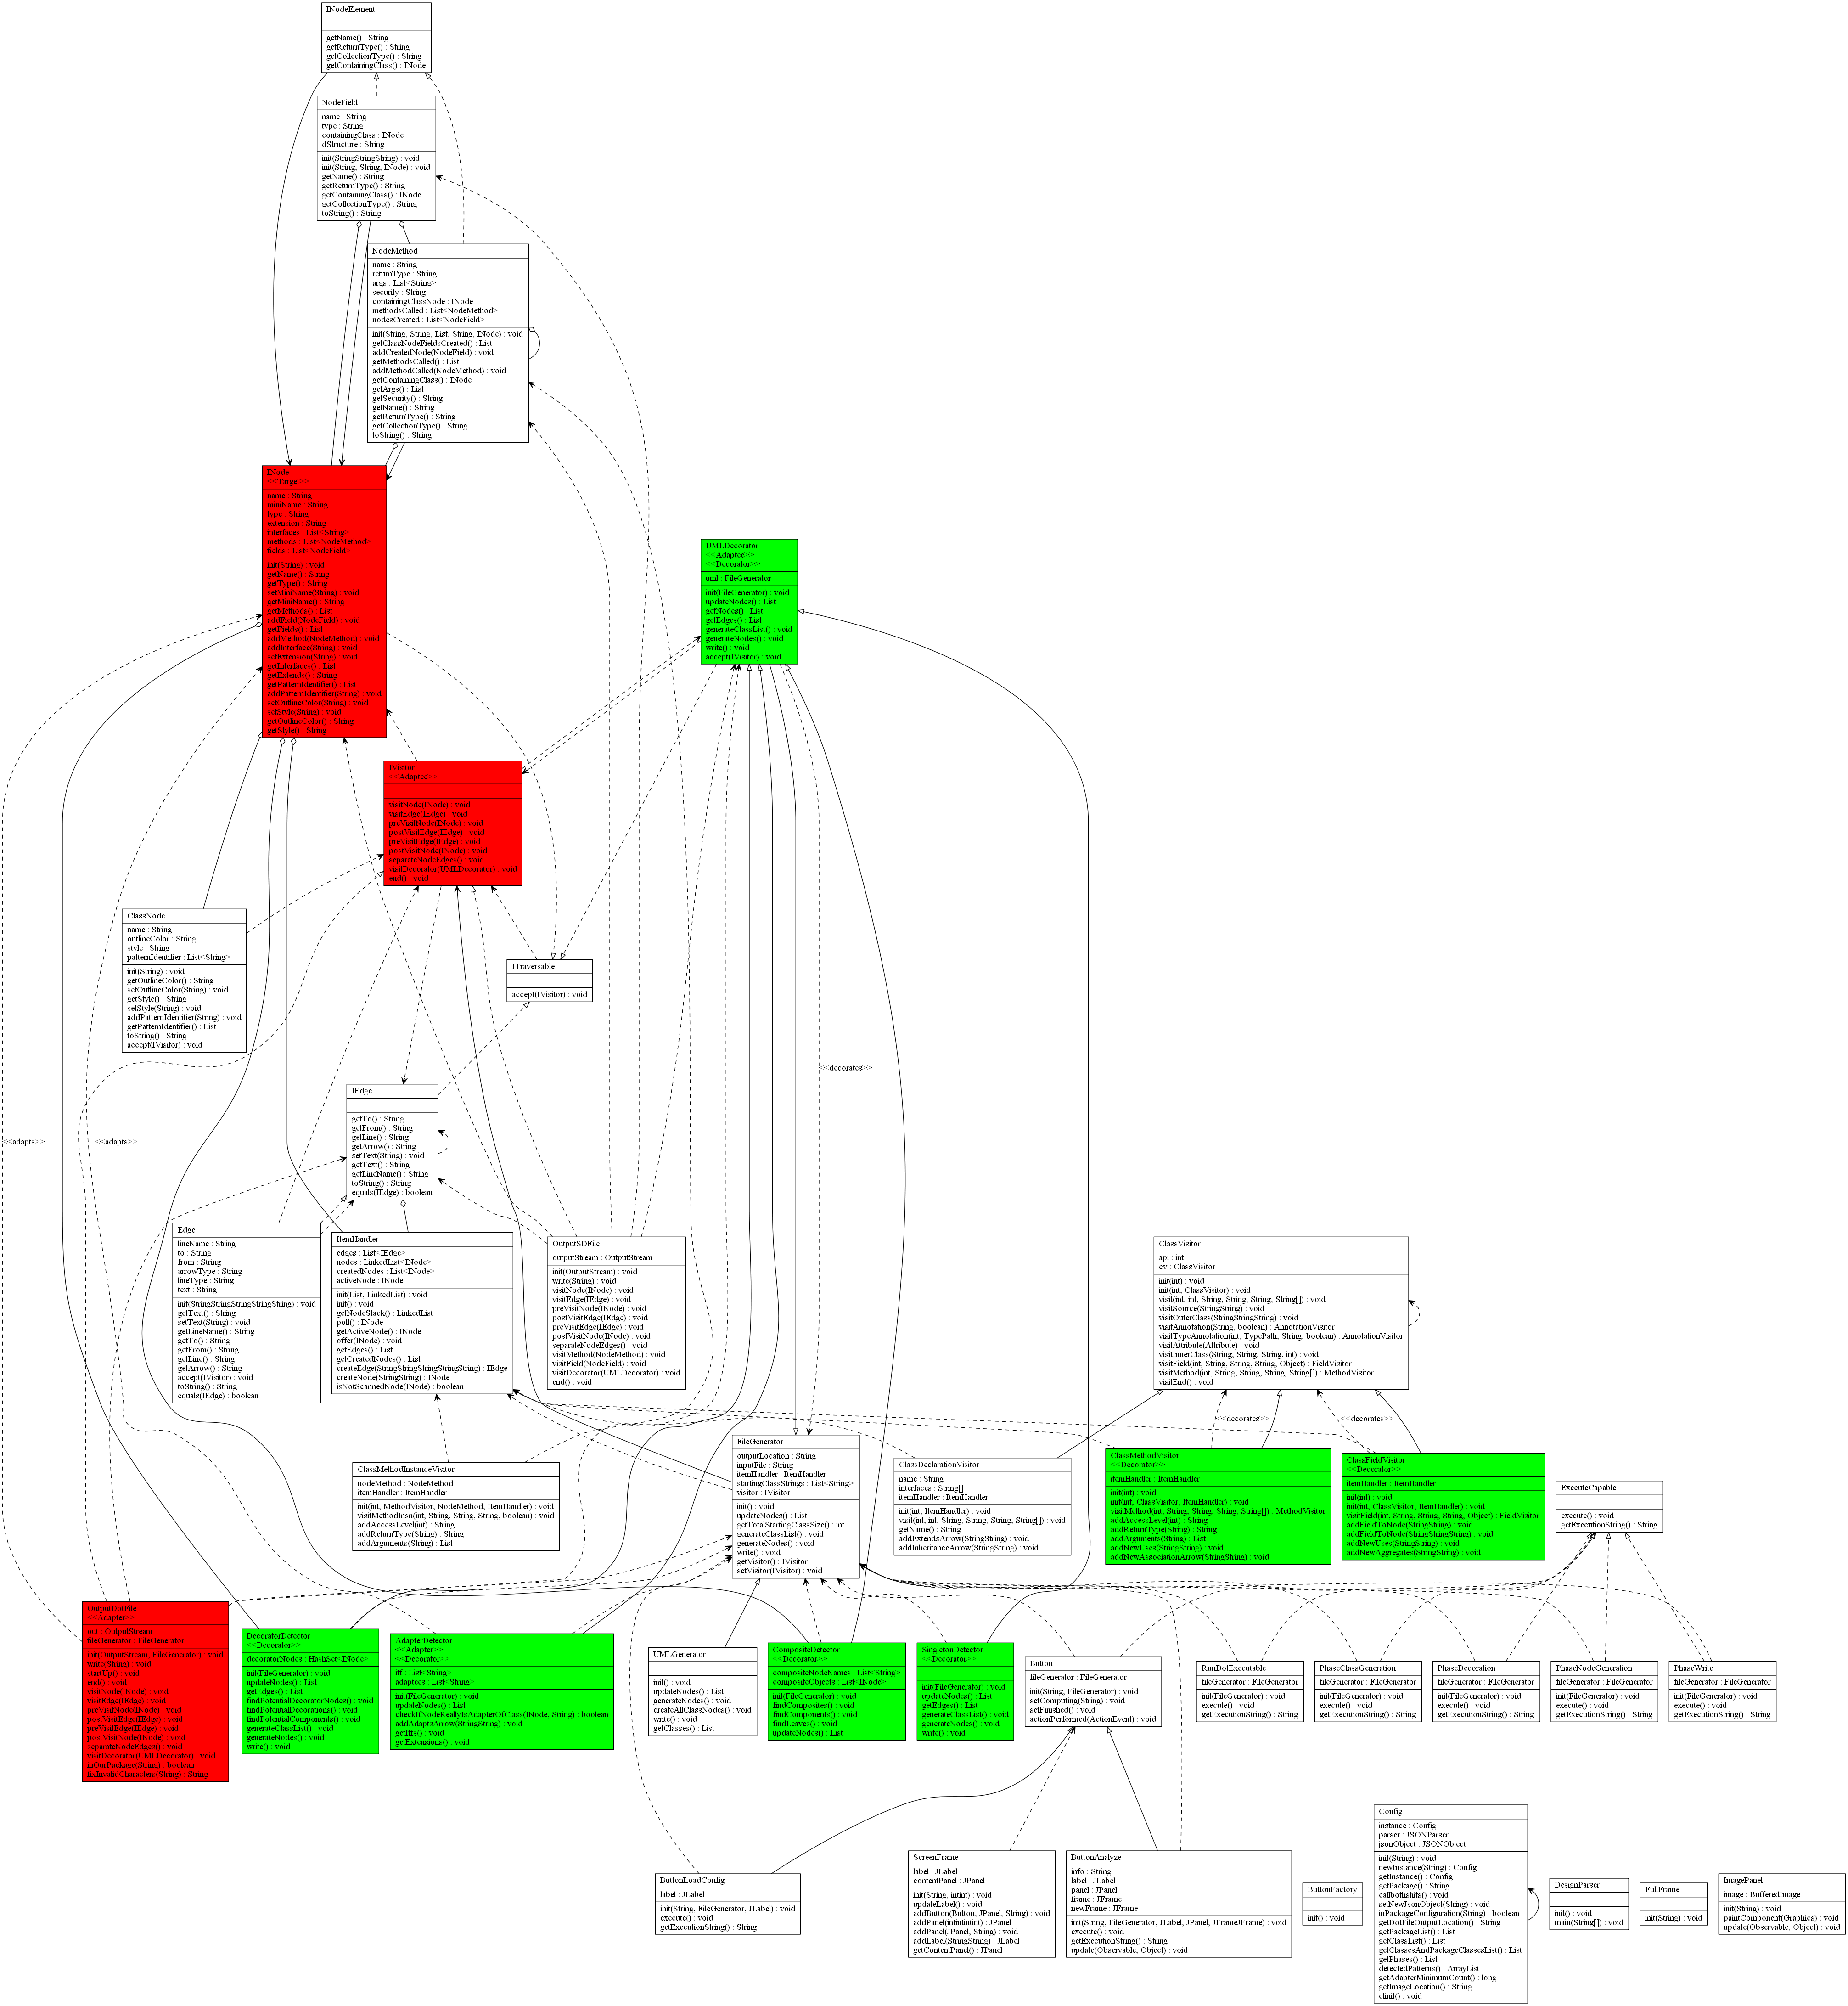 INodeElement
getName() : String
getReturnType() : String
getCollectionType() : String
getContainingClass() : INode
NodeField
name : String
type : String
containingClass : INode
dStructure : String
init(StringStringString) : void
init(String, String, INode) : void
getName() : String
getReturnType() : String
getContainingClass() : INode
getCollectionType() : String
toString() : String
NodeMethod
name : String
returnType : String
args : List<String>
security : String
containingClassNode : INode
methodsCalled : List<NodeMethod>
nodesCreated : List<NodeField>
init(String, String, List, String, INode) : void
getClassNodeFieldsCreated() : List
addCreatedNode(NodeField) : void
getMethodsCalled() : List
addMethodCalled(NodeMethod) : void
getContainingClass() : INode
getArgs() : List
getSecurity() : String
getName() : String
getReturnType() : String
getCollectionType() : String
toString() : String
INode
<<Target>>
name : String
miniName : String
type : String
extension : String
interfaces : List<String>
methods : List<NodeMethod>
fields : List<NodeField>
init(String) : void
getName() : String
getType() : String
setMiniName(String) : void
getMiniName() : String
getMethods() : List
addField(NodeField) : void
getFields() : List
addMethod(NodeMethod) : void
addInterface(String) : void
setExtension(String) : void
getInterfaces() : List
getExtends() : String
getPatternIdentifier() : List
addPatternIdentifier(String) : void
setOutlineColor(String) : void
setStyle(String) : void
getOutlineColor() : String
getStyle() : String
UMLDecorator
<<Adaptee>>
<<Decorator>>
uml : FileGenerator
init(FileGenerator) : void
updateNodes() : List
getNodes() : List
getEdges() : List
generateClassList() : void
generateNodes() : void
write() : void
accept(IVisitor) : void
IVisitor
<<Adaptee>>
visitNode(INode) : void
visitEdge(IEdge) : void
preVisitNode(INode) : void
postVisitEdge(IEdge) : void
preVisitEdge(IEdge) : void
postVisitNode(INode) : void
separateNodeEdges() : void
visitDecorator(UMLDecorator) : void
end() : void
ClassNode
name : String
outlineColor : String
style : String
patternIdentifier : List<String>
init(String) : void
getOutlineColor() : String
setOutlineColor(String) : void
getStyle() : String
setStyle(String) : void
addPatternIdentifier(String) : void
getPatternIdentifier() : List
toString() : String
accept(IVisitor) : void
ITraversable
accept(IVisitor) : void
<<decorates>>
IEdge
getTo() : String
getFrom() : String
getLine() : String
getArrow() : String
setText(String) : void
getText() : String
getLineName() : String
toString() : String
equals(IEdge) : boolean
<<adapts>>
<<adapts>>
Edge
lineName : String
to : String
from : String
arrowType : String
lineType : String
text : String
init(StringStringStringStringString) : void
getText() : String
setText(String) : void
getLineName() : String
getTo() : String
getFrom() : String
getLine() : String
getArrow() : String
accept(IVisitor) : void
toString() : String
equals(IEdge) : boolean
ItemHandler
edges : List<IEdge>
nodes : LinkedList<INode>
createdNodes : List<INode>
activeNode : INode
init(List, LinkedList) : void
init() : void
getNodeStack() : LinkedList
poll() : INode
getActiveNode() : INode
offer(INode) : void
getEdges() : List
getCreatedNodes() : List
createEdge(StringStringStringStringString) : IEdge
createNode(StringString) : INode
isNotScannedNode(INode) : boolean
OutputSDFile
outputStream : OutputStream
init(OutputStream) : void
write(String) : void
visitNode(INode) : void
visitEdge(IEdge) : void
preVisitNode(INode) : void
postVisitEdge(IEdge) : void
preVisitEdge(IEdge) : void
postVisitNode(INode) : void
separateNodeEdges() : void
visitMethod(NodeMethod) : void
visitField(NodeField) : void
visitDecorator(UMLDecorator) : void
end() : void
ClassVisitor
api : int
cv : ClassVisitor
init(int) : void
init(int, ClassVisitor) : void
visit(int, int, String, String, String, String[]) : void
visitSource(StringString) : void
visitOuterClass(StringStringString) : void
visitAnnotation(String, boolean) : AnnotationVisitor
visitTypeAnnotation(int, TypePath, String, boolean) : AnnotationVisitor
visitAttribute(Attribute) : void
visitInnerClass(String, String, String, int) : void
visitField(int, String, String, String, Object) : FieldVisitor
visitMethod(int, String, String, String, String[]) : MethodVisitor
visitEnd() : void
<<decorates>>
<<decorates>>
ClassMethodInstanceVisitor
nodeMethod : NodeMethod
itemHandler : ItemHandler
init(int, MethodVisitor, NodeMethod, ItemHandler) : void
visitMethodInsn(int, String, String, String, boolean) : void
addAccessLevel(int) : String
addReturnType(String) : String
addArguments(String) : List
FileGenerator
outputLocation : String
inputFile : String
itemHandler : ItemHandler
startingClassStrings : List<String>
visitor : IVisitor
init() : void
updateNodes() : List
getTotalStartingClassSize() : int
generateClassList() : void
generateNodes() : void
write() : void
getVisitor() : IVisitor
setVisitor(IVisitor) : void
ClassDeclarationVisitor
name : String
interfaces : String[]
itemHandler : ItemHandler
init(int, ItemHandler) : void
visit(int, int, String, String, String, String[]) : void
getName() : String
addExtendsArrow(StringString) : void
addInheritanceArrow(StringString) : void
ClassMethodVisitor
<<Decorator>>
itemHandler : ItemHandler
init(int) : void
init(int, ClassVisitor, ItemHandler) : void
visitMethod(int, String, String, String, String[]) : MethodVisitor
addAccessLevel(int) : String
addReturnType(String) : String
addArguments(String) : List
addNewUses(StringString) : void
addNewAssociationArrow(StringString) : void
ClassFieldVisitor
<<Decorator>>
itemHandler : ItemHandler
init(int) : void
init(int, ClassVisitor, ItemHandler) : void
visitField(int, String, String, String, Object) : FieldVisitor
addFieldToNode(StringString) : void
addFieldToNode(StringStringString) : void
addNewUses(StringString) : void
addNewAggregates(StringString) : void
ExecuteCapable
execute() : void
getExecutionString() : String
OutputDotFile
<<Adapter>>
out : OutputStream
fileGenerator : FileGenerator
init(OutputStream, FileGenerator) : void
write(String) : void
startUp() : void
end() : void
visitNode(INode) : void
visitEdge(IEdge) : void
preVisitNode(INode) : void
postVisitEdge(IEdge) : void
preVisitEdge(IEdge) : void
postVisitNode(INode) : void
separateNodeEdges() : void
visitDecorator(UMLDecorator) : void
inOurPackage(String) : boolean
fixInvalidCharacters(String) : String
DecoratorDetector
<<Decorator>>
decoratorNodes : HashSet<INode>
init(FileGenerator) : void
updateNodes() : List
getEdges() : List
findPotentialDecoratorNodes() : void
findPotentialDecorations() : void
findPotentalComponents() : void
generateClassList() : void
generateNodes() : void
write() : void
AdapterDetector
<<Adapter>>
<<Decorator>>
itf : List<String>
adapters : List<String>
init(FileGenerator) : void
updateNodes() : List
checkIfNodeReallyIsAdapterOfClass(INode, String) : boolean
addAdaptsArrow(StringString) : void
getItfs() : void
getExtensions() : void
UMLGenerator
init() : void
updateNodes() : List
generateNodes() : void
createAllClassNodes() : void
write() : void
getClasses() : List
CompositeDetector
<<Decorator>>
compositeNodeNames : List<String>
compositeObjects : List<INode>
init(FileGenerator) : void
findComposites() : void
findComponents() : void
findLeaves() : void
updateNodes() : List
SingletonDetector
<<Decorator>>
init(FileGenerator) : void
updateNodes() : List
getEdges() : List
generateClassList() : void
generateNodes() : void
write() : void
Button
fileGenerator : FileGenerator
init(String, FileGenerator) : void
setComputing(String) : void
setFinished() : void
actionPerformed(ActionEvent) : void
RunDotExecutable
fileGenerator : FileGenerator
init(FileGenerator) : void
execute() : void
getExecutionString() : String
PhaseClassGeneration
fileGenerator : FileGenerator
init(FileGenerator) : void
execute() : void
getExecutionString() : String
PhaseDecoration
fileGenerator : FileGenerator
init(FileGenerator) : void
execute() : void
getExecutionString() : String
PhaseNodeGeneration
fileGenerator : FileGenerator
init(FileGenerator) : void
execute() : void
getExecutionString() : String
PhaseWrite
fileGenerator : FileGenerator
init(FileGenerator) : void
execute() : void
getExecutionString() : String
ButtonLoadConfig
label : JLabel
init(String, FileGenerator, JLabel) : void
execute() : void
getExecutionString() : String
ScreenFrame
label : JLabel
contentPanel : JPanel
init(String, intint) : void
updateLabel() : void
addButton(Button, JPanel, String) : void
addPanel(intintintint) : JPanel
addPanel(JPanel, String) : void
addLabel(StringString) : JLabel
getContentPanel() : JPanel
ButtonAnalyze
info : String
label : JLabel
panel : JPanel
frame : JFrame
newFrame : JFrame
init(String, FileGenerator, JLabel, JPanel, JFrameJFrame) : void
execute() : void
getExecutionString() : String
update(Observable, Object) : void
ButtonFactory
init() : void
Config
instance : Config
parser : JSONParser
jsonObject : JSONObject
init(String) : void
newInstance(String) : Config
getInstance() : Config
getPackage() : String
callbothshits() : void
setNewJsonObject(String) : void
inPackageConfiguration(String) : boolean
getDotFileOutputLocation() : String
getPackageList() : List
getClassList() : List
getClassesAndPackageClassesList() : List
getPhases() : List
detectedPatterns() : ArrayList
getAdapterMinimumCount() : long
getImageLocation() : String
clinit() : void
DesignParser
init() : void
main(String[]) : void
FullFrame
init(String) : void
ImagePanel
image : BufferedImage
init(String) : void
paintComponent(Graphics) : void
update(Observable, Object) : void